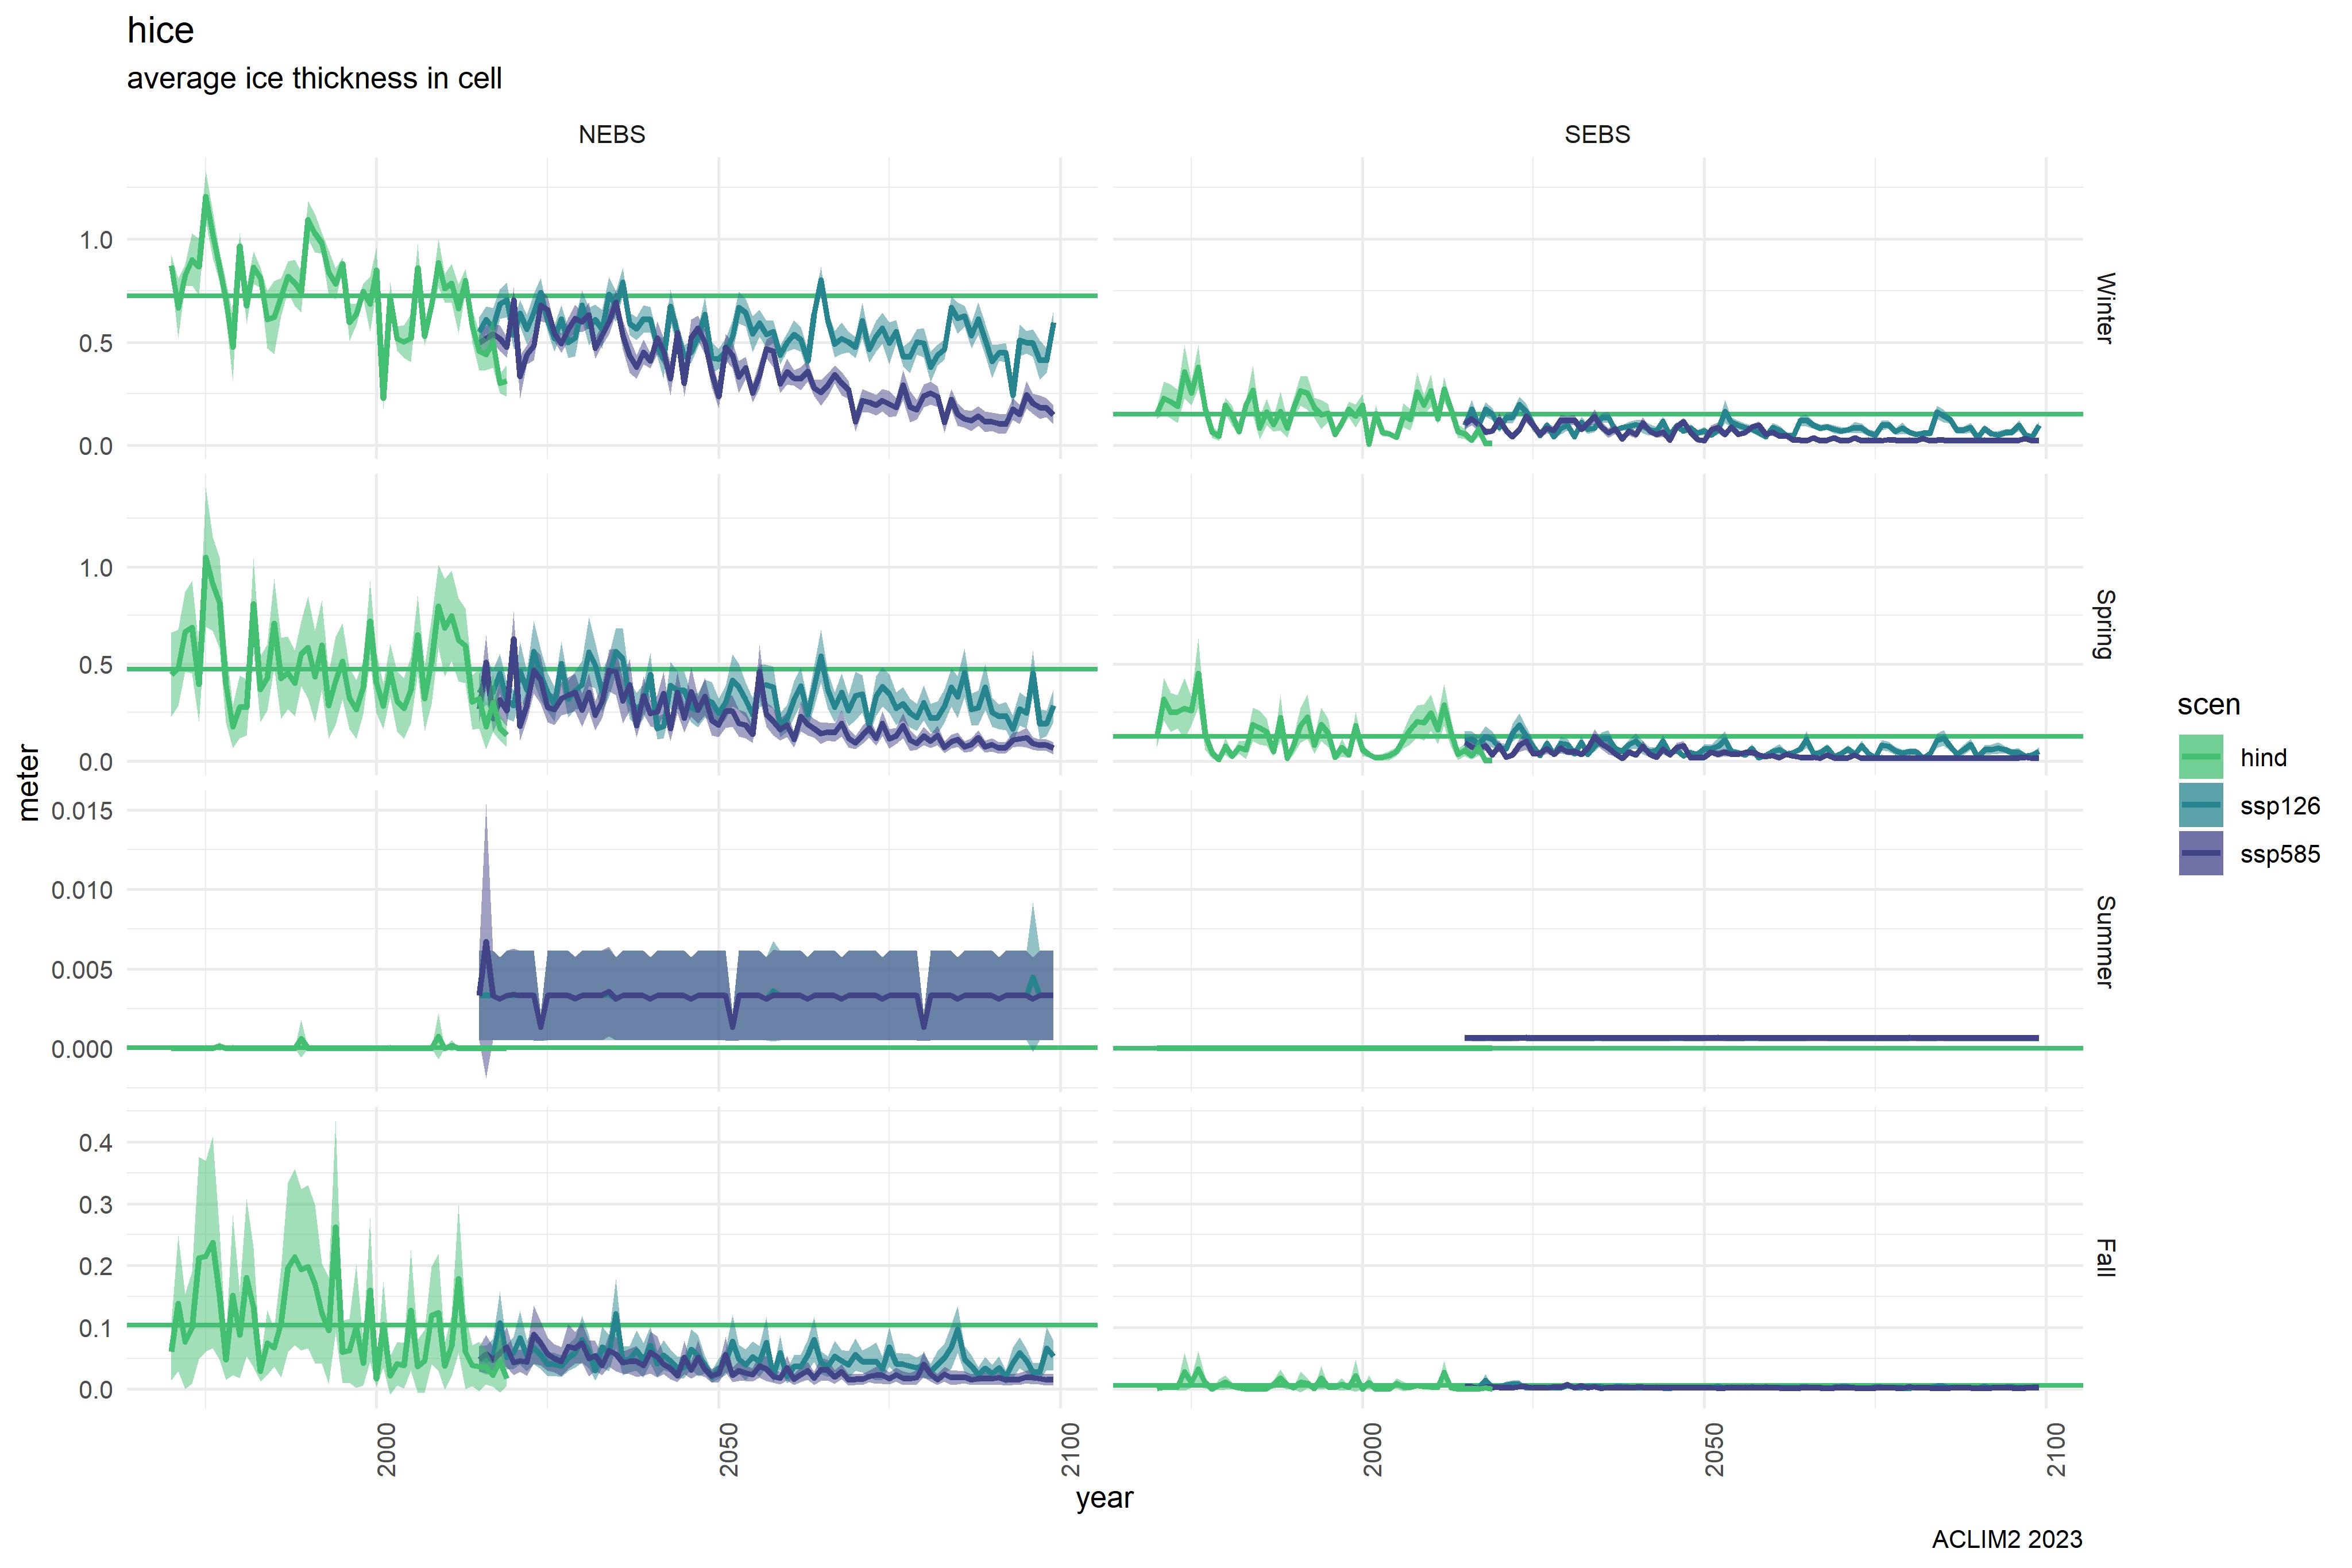 hice
average ice thickness in cell
NEBS
SEBS
1.0
0.5
0.0
Winter
1.0
0.5
0.0
Spring
0.015
0.010
0.005
0.000
Summer
0.4
0.3
0.2
0.1
0.0
Fall
meter
2000
2050
2100
2000
2050
2100
year
scen
hind
ssp126
ssp585
ACLIM2 2023